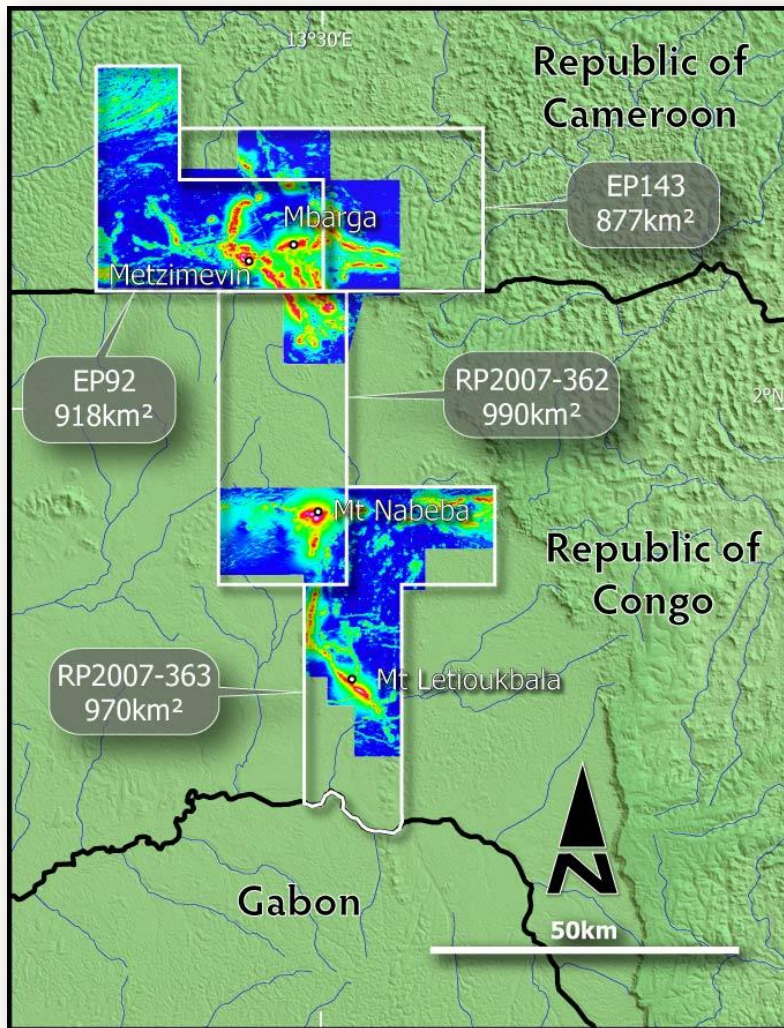 13°30'E
Republic of
Cameroon
EP143
877km²
Mbarga
Metzimevin
EP92
918km²
RP2007-362
990km²
2°N
Mt Nabeba
Republic of
Congo
RP2007-363
970km²
Mt Letioukbala
N
Gabon
50km